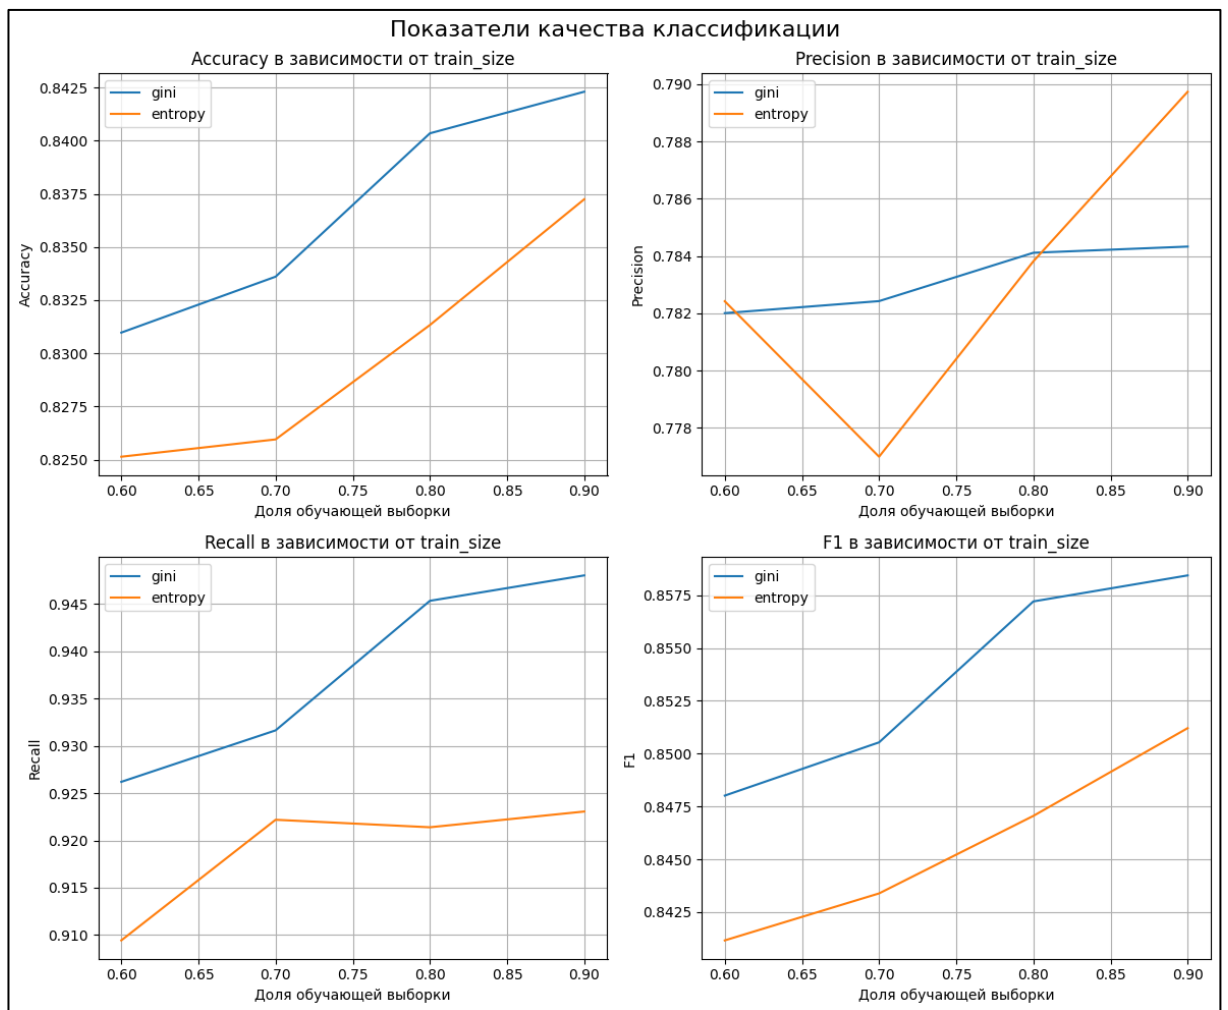 Показатели качества классификации
Accuracy в зависимости от train_size
gini
entropy
0.8425
0.8400
0.8375
0.8350
0.8325
0.8300
0.8275
0.8250
Accuracy
0.60 0.65 0.70 0.75 0.80 0.85 0.90
Доля обучающей выборки
Precision в зависимости от train_size
gini
entropy
0.790
0.788
0.786
0.784
0.782
0.780
0.778
Precision
0.60 0.65 0.70 0.75 0.80 0.85 0.90
Доля обучающей выборки
Recall в зависимости от train_size
gini
entropy
0.945
0.940
0.935
0.930
0.925
0.920
0.915
0.910
Recall
0.60 0.65 0.70 0.75 0.80 0.85 0.90
Доля обучающей выборки
F1 в зависимости от train_size
gini
entropy
0.8575
0.8550
0.8525
0.8500
0.8475
0.8450
0.8425
F1
0.60 0.65 0.70 0.75 0.80 0.85 0.90
Доля обучающей выборки